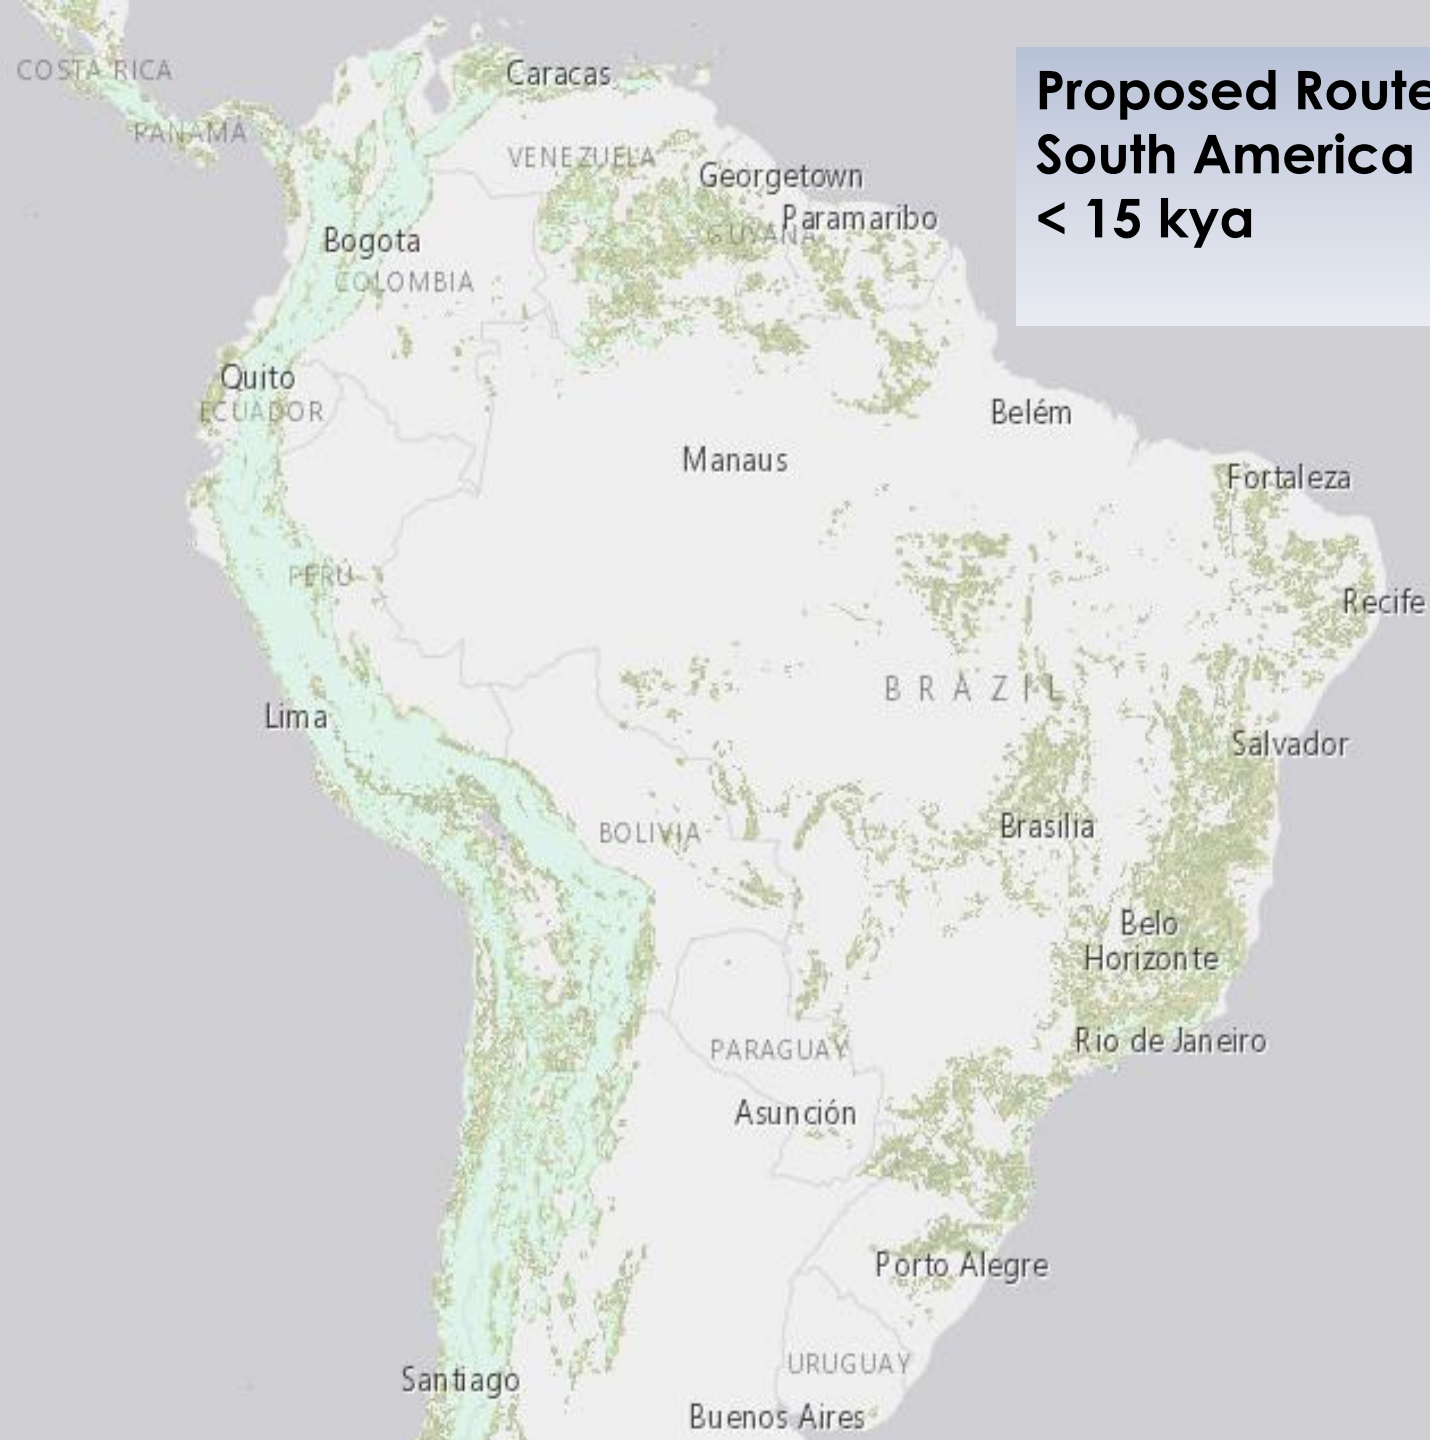 Proposed Route
South America
< 15 kya
COSTA RICA
Caracas
PANAMÁ
VENEZUELA
Georgetown
Paramaribo
GUYANA
Bogota
COLOMBIA
Quito
ECUADOR
Belém
Manaus
Fortaleza
PERÚ
Recife
BRAZIL
Lima
Salvador
BOLIVIA
Brasilia
Belo
Horizonte
Rio de Janeiro
PARAGUAY
Asunción
Porto Alegre
URUGUAY
Santiago
Buenos Aires